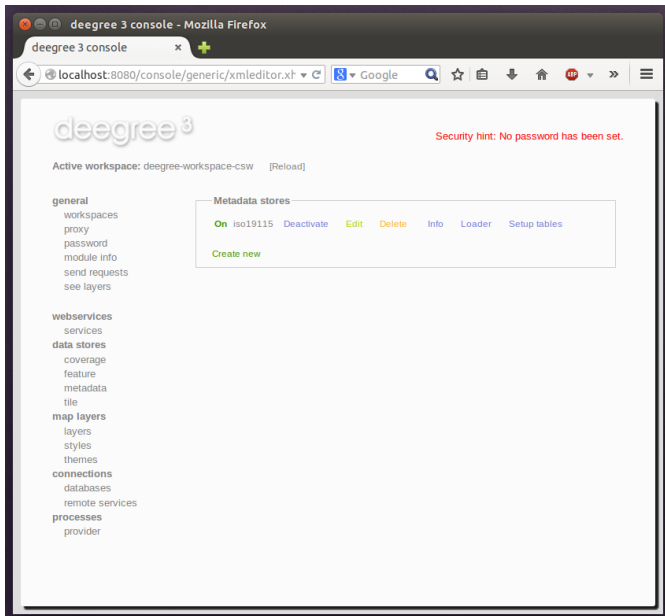 deegree 3 console - Mozilla Firefox
deegree 3 console
localhost:8080/console/generic/xmleditor.xh
Google
ABP
deegree 3
Security hint: No password has been set.
Active workspace: deegree-workspace-csw [Reload]
general
workspaces
proxy
password
module info
send requests
see layers
webservices
services
data stores
coverage
feature
metadata
tile
map layers
layers
styles
themes
connections
databases
remote services
processes
provider
Metadata stores
On iso19115 Deactivate Edit Delete Info Loader Setup tables
Create new